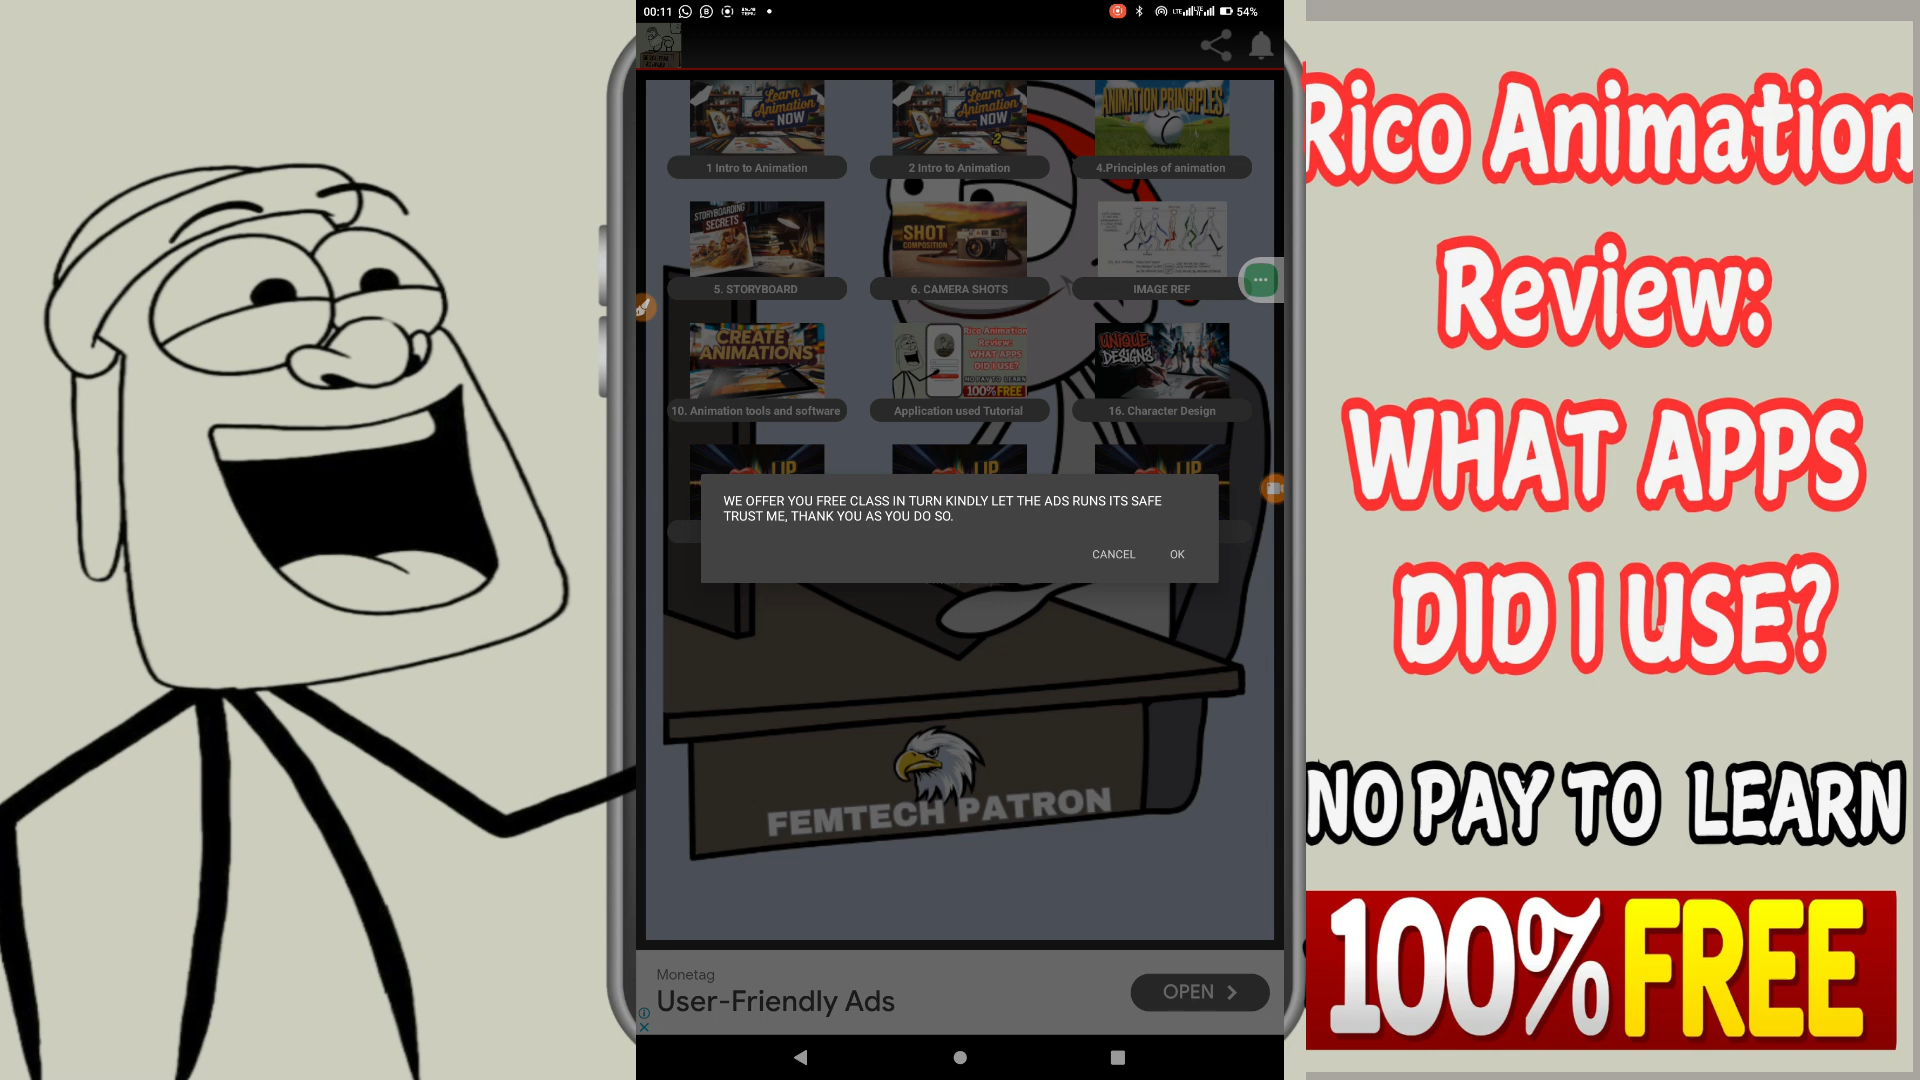 00:11
54%
Learn
Animation
NOW
Learn
Animation
NOW
2
ANIMATION PRINCIPLES
1 Intro to Animation
2 Intro to Animation
4.Principles of animation
STORYBOARDING
SECRETS
SHOT
COMPOSITION
5. STORYBOARD
6. CAMERA SHOTS
IMAGE REF
CREATE
ANIMATIONS
Rico Animation
Review:
WHAT APPS
DID I USE?
NO PAY TO LEARN
100% FREE
UNIQUE
DESIGNS
10. Animation tools and software
Application used Tutorial
16. Character Design
LIP
LIP
LIP
WE OFFER YOU FREE CLASS IN TURN KINDLY LET THE ADS RUNS ITS SAFE
TRUST ME, THANK YOU AS YOU DO SO.
CANCEL
OK
FEMTECH PATRON
Monetag
User-Friendly Ads
OPEN
Rico Animation
Review:
WHAT APPS
DID I USE?
NO PAY TO LEARN
100% FREE